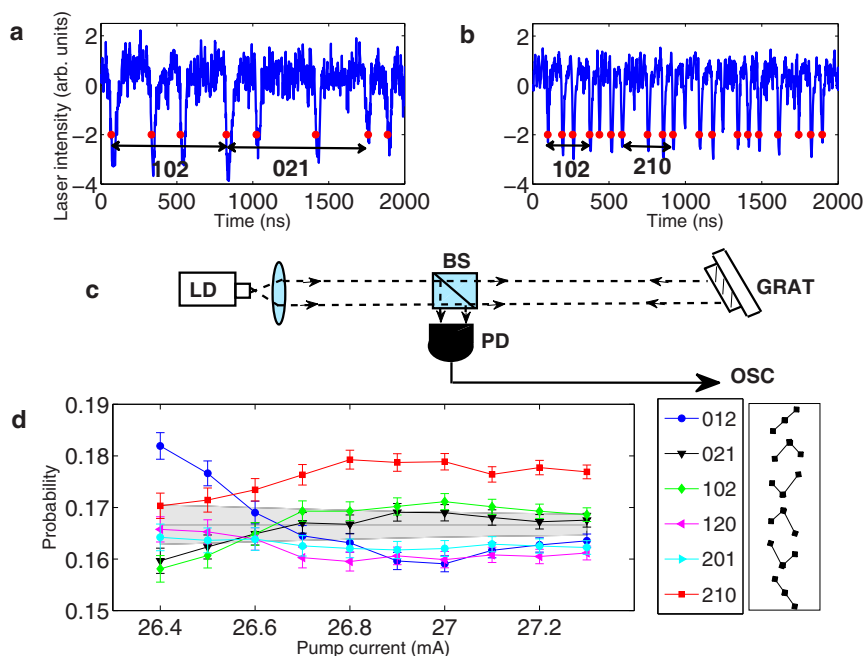 a
b
Laser intensity (arb. units)
2
0
−2
−4
102
021
0
500
1000
1500
2000
Time (ns)
2
0
−2
−4
102
210
0
500
1000
1500
2000
Time (ns)
c
LD
BS
GRAT
PD
OSC
d
Probability
0.19
0.18
0.17
0.16
0.15
26.4
26.6
26.8
27
27.2
Pump current (mA)
012
021
102
120
201
210